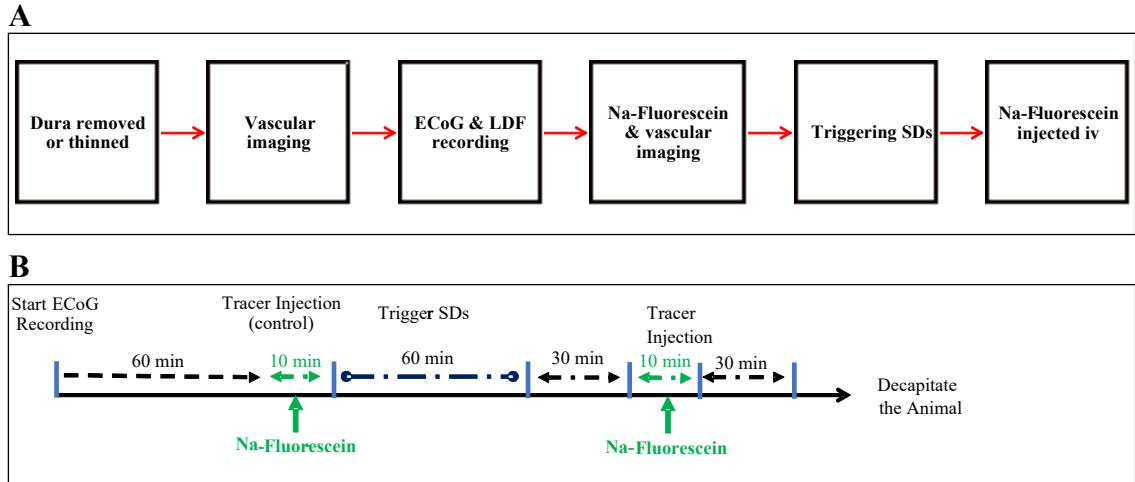 A
Dura removed
or thinned
Vascular
imaging
ECoG & LDF
recording
Na-Fluorescein
& vascular
imaging
Triggering SDs
Na-Fluorescein
injected iv
B
Start ECoG
Recording
Tracer Injection
(control)
Trigger SDs
Tracer
Injection
60 min
10 min
60 min
30 min
10 min
30 min
Decapitate
the Animal
Na-Fluorescein
Na-Fluorescein